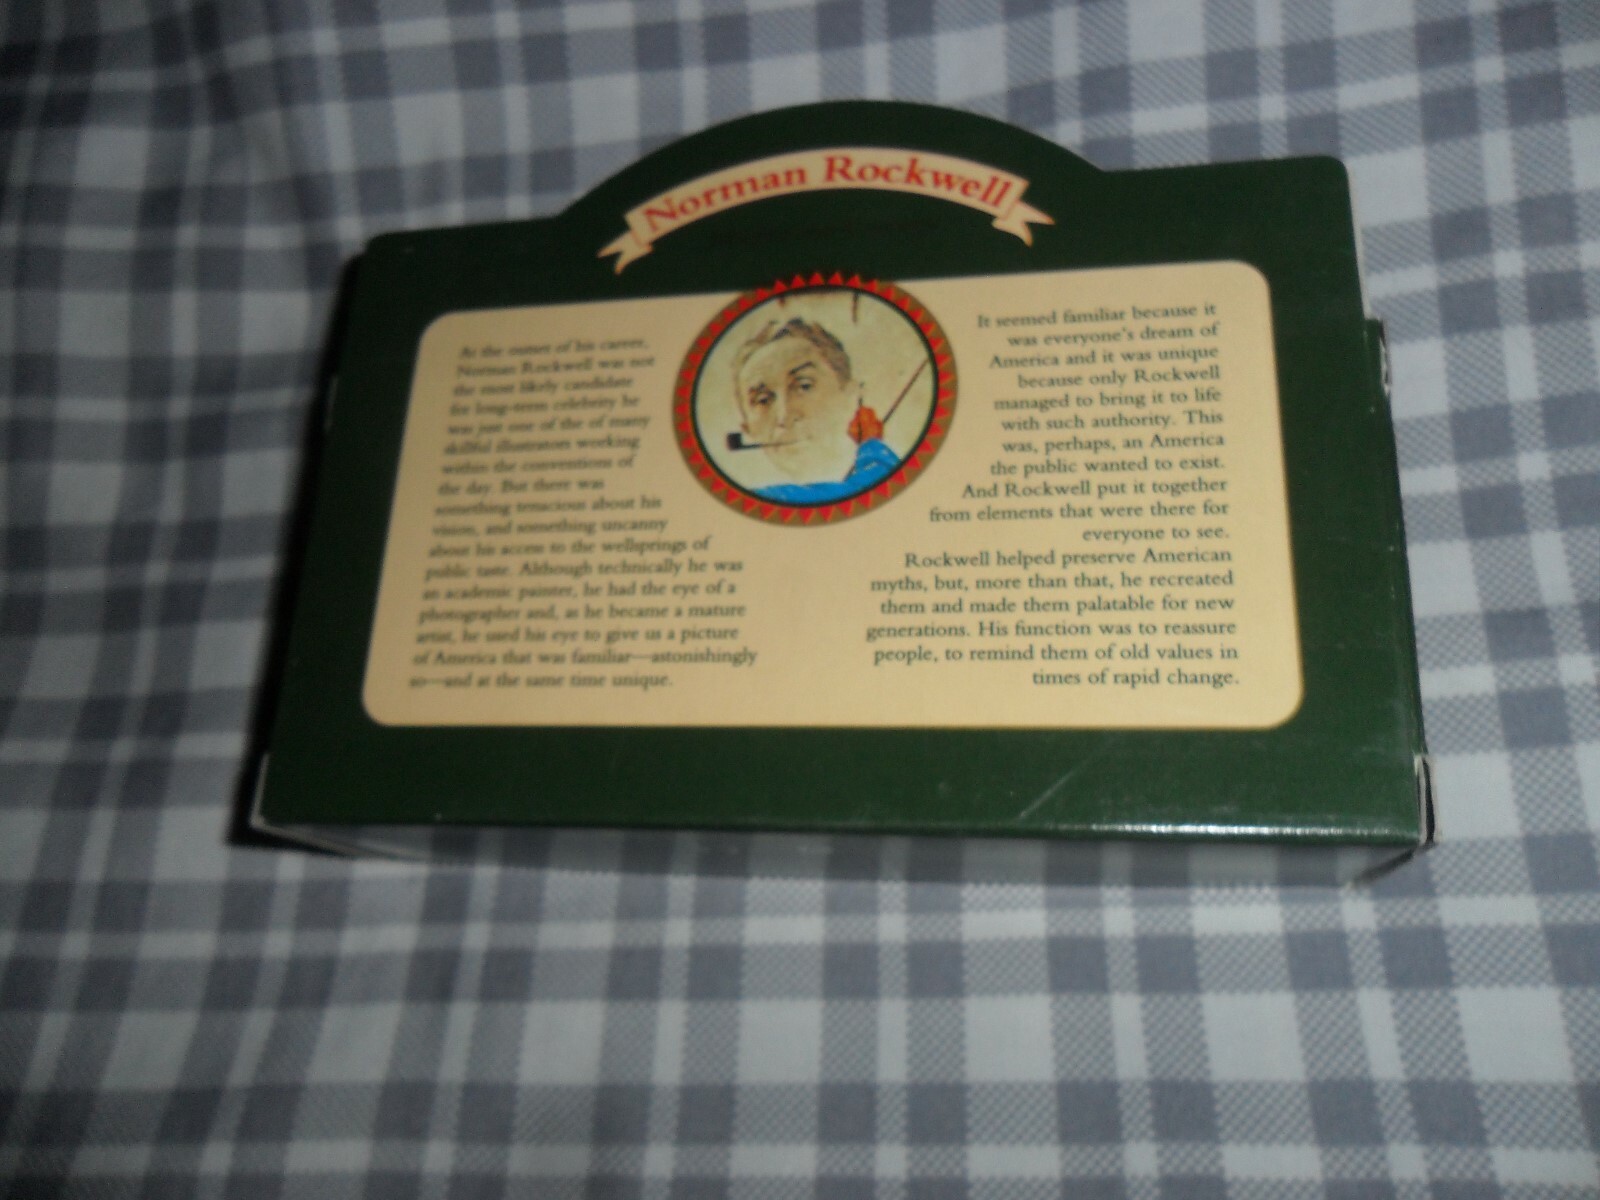 Norman Rockwell
At the outset of his career,
Norman Rockwell was not
the most likely candidate
for long-term celebrity he
was just one of the of many
skillful illustrators working
within the conventions of
the day. But there was
something tenacious about his
vision, and something uncanny
about his access to the wellsprings of
public taste. Although technically he was
an academic painter, he had the eye of a
photographer and, as he became a mature
artist, he used his eye to give us a picture
of America that was familiar—astonishingly
so—and at the same time unique.
It seemed familiar because it
was everyone's dream of
America and it was unique
because only Rockwell
managed to bring it to life
with such authority. This
was, perhaps, an America
the public wanted to exist.
And Rockwell put it together
from elements that were there for
everyone to see.
Rockwell helped preserve American
myths, but, more than that, he recreated
them and made them palatable for new
generations. His function was to reassure
people, to remind them of old values in
times of rapid change.